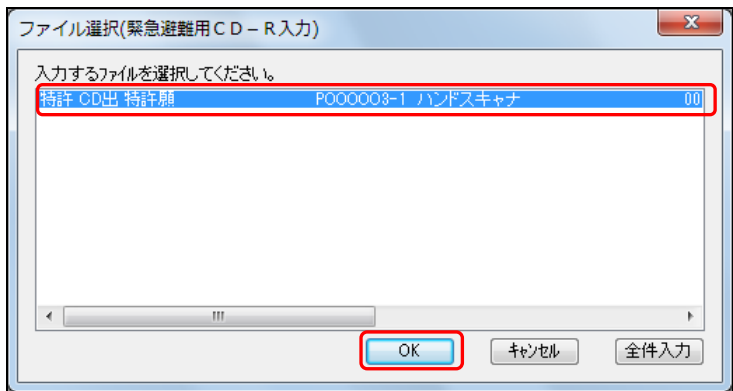 ファイル選択(緊急避難用ＣＤ－Ｒ入力)
入力するﾌｧｲﾙを選択してください。
特許 CD出 特許願 P000003-1 ハンドスキャナ 00
OK ｷｬﾝｾﾙ 全件入力